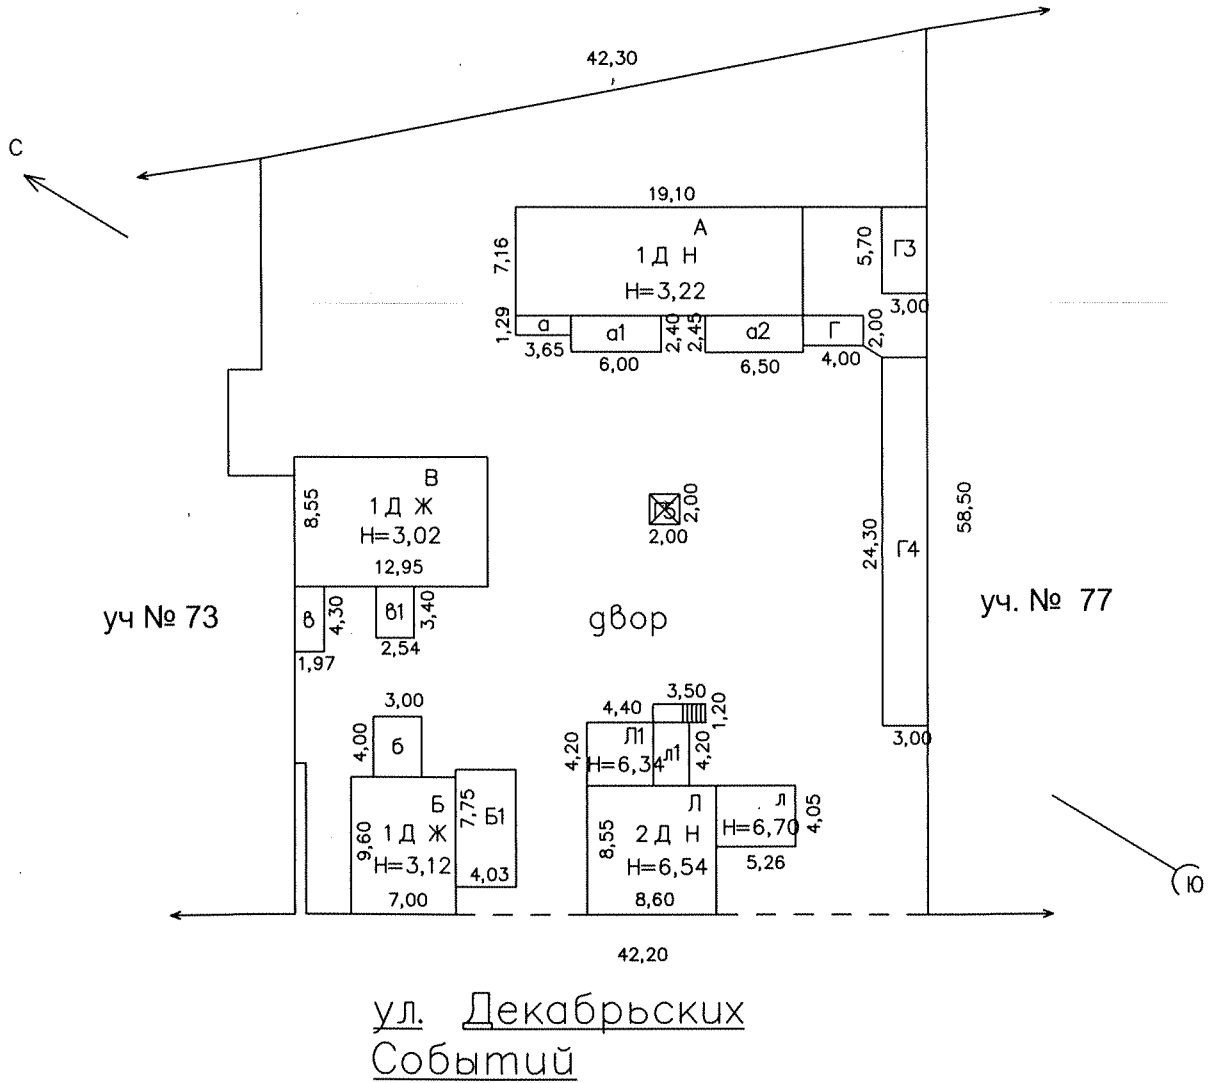 42,30
С
19,10
А
1 Д Н
Н=3,22
7,16
5,70
Г3
3,00
1,29
а
3,65
а1
6,00
2,40
2,45
а2
6,50
Г
4,00
2,00
В
1 Д Ж
Н=3,02
8,55
12,95
Г5
2,00
2,00
24,30
Г4
58,50
3,00
уч № 73
в
4,30
1,97
в1
3,40
2,54
двор
уч. № 77
3,00
4,00
б
3,50
4,40
1,20
4,20
Л1
Н=6,34
л1
4,20
Б
1 Д Ж
Н=3,12
9,60
7,00
7,75
Б1
4,03
Л
2 Д Н
Н=6,54
8,55
8,60
л
Н=6,70
4,05
5,26
Ю
42,20
ул. Декабрьских
Событий